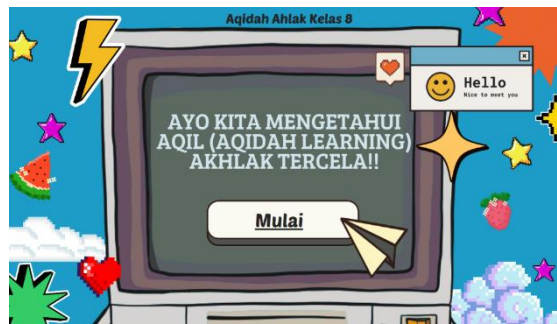 Aqidah Ahlak Kelas 8
Hello
Nice to meet you
AYO KITA MENGETAHUI
AQIL (AQIDAH LEARNING)
AKHLAK TERCELA!!
Mulai